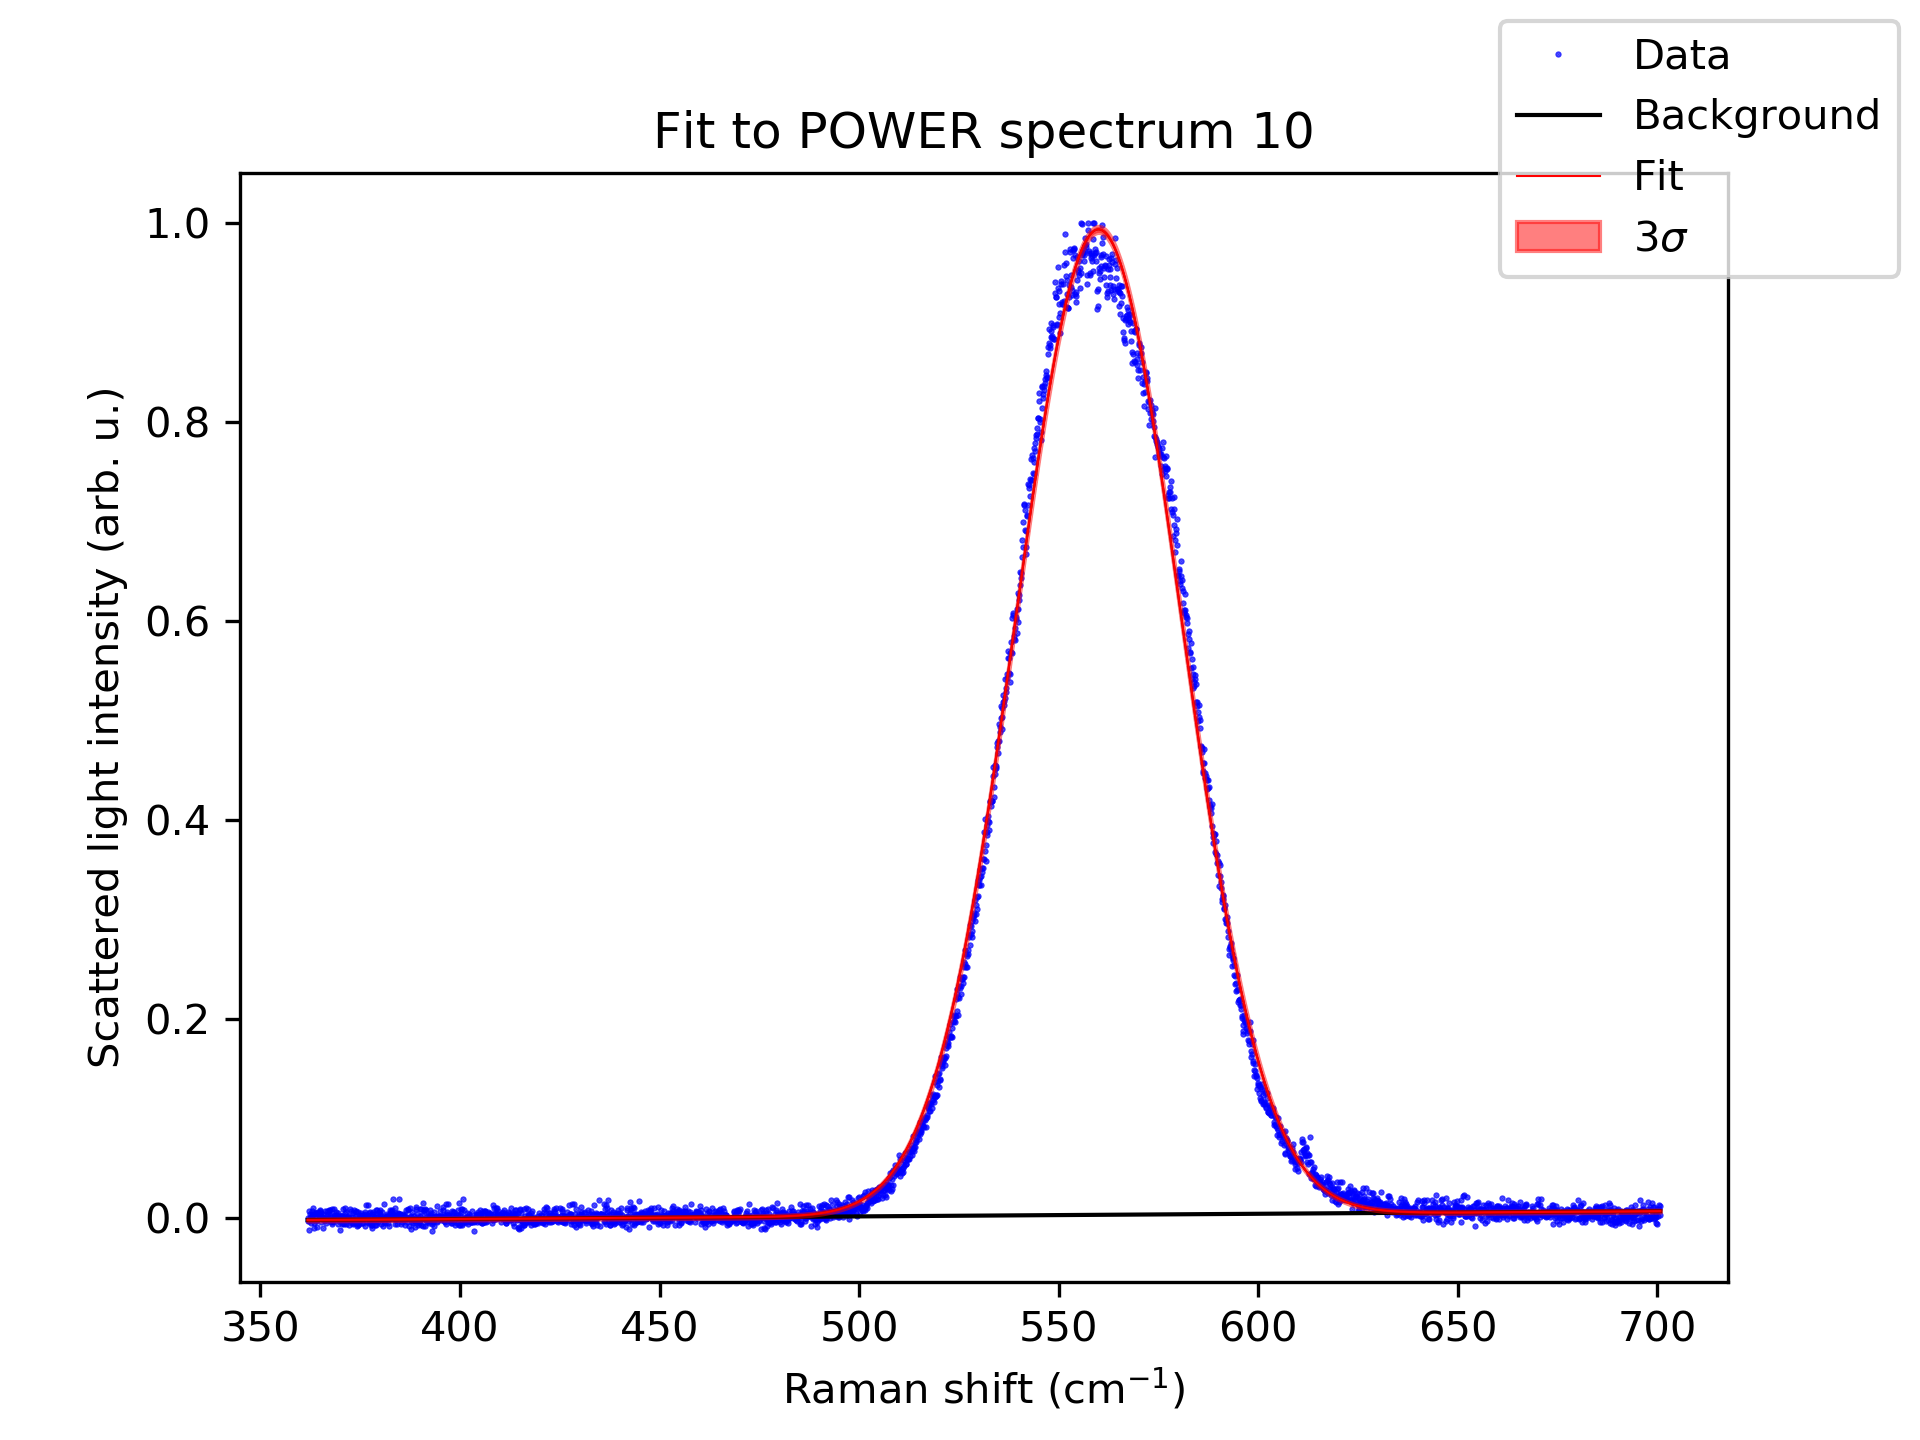 Data
Background
Fit
3σ
Fit to POWER spectrum 10
Scattered light intensity (arb. u.)
1.0
0.8
0.6
0.4
0.2
0.0
350 400 450 500 550 600 650 700
Raman shift (cm⁻¹)